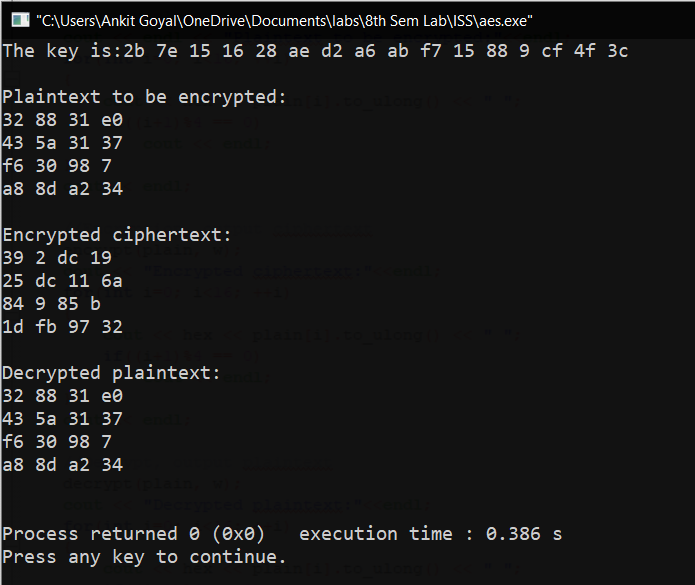 "C:\Users\Ankit Goyal\OneDrive\Documents\labs\8th Sem Lab\ISS\aes.exe"
The key is:2b 7e 15 16 28 ae d2 a6 ab f7 15 88 9 cf 4f 3c
Plaintext to be encrypted:
32 88 31 e0
43 5a 31 37
f6 30 98 7
a8 8d a2 34
Encrypted ciphertext:
39 2 dc 19
25 dc 11 6a
84 9 85 b
1d fb 97 32
Decrypted plaintext:
32 88 31 e0
43 5a 31 37
f6 30 98 7
a8 8d a2 34
Process returned 0 (0x0)   execution time : 0.386 s
Press any key to continue.